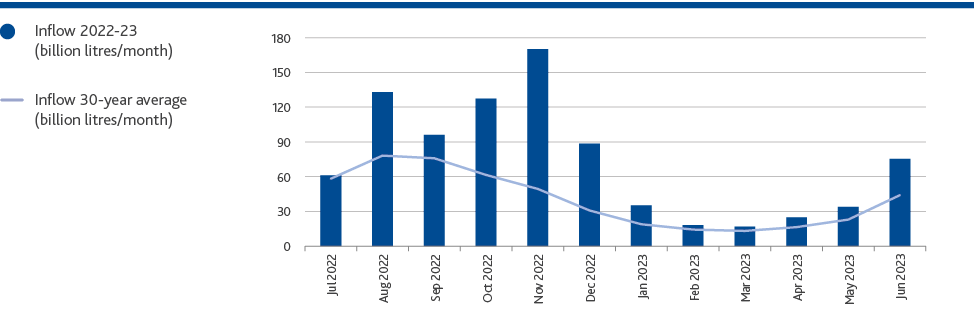 Inflow 2022-23
(billion litres/month)
Inflow 30-year average
(billion litres/month)
180
150
120
90
60
30
0
Jul 2022
Aug 2022
Sep 2022
Oct 2022
Nov 2022
Dec 2022
Jan 2023
Feb 2023
Mar 2023
Apr 2023
May 2023
Jun 2023